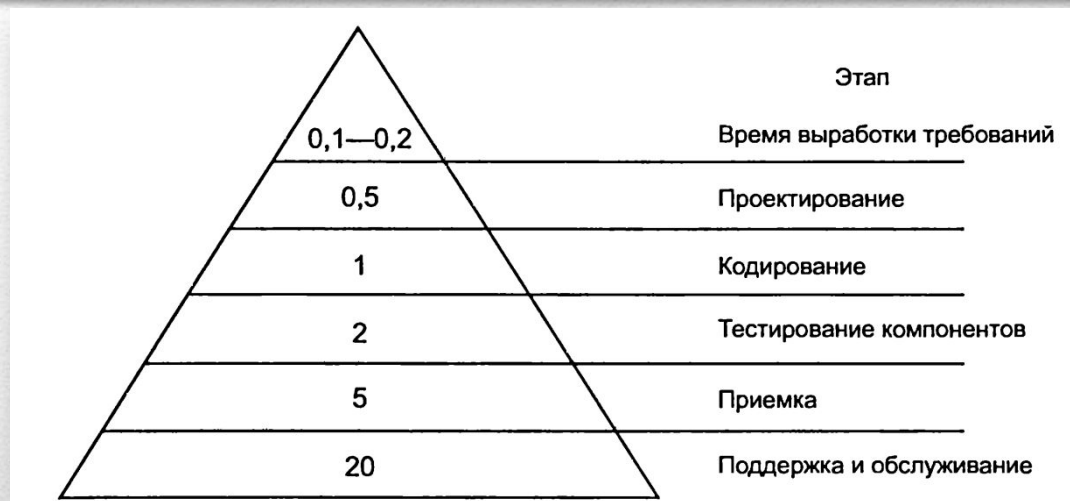 Этап
0,1—0,2 Время выработки требований
0,5 Проектирование
1 Кодирование
2 Тестирование компонентов
5 Приемка
20 Поддержка и обслуживание